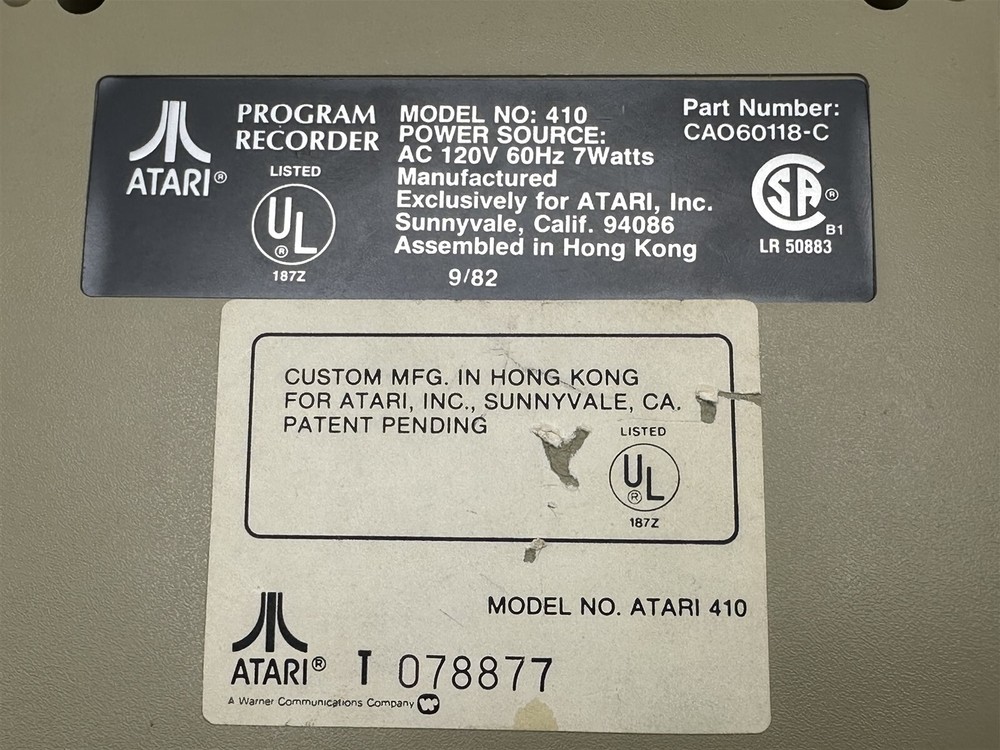 ATARI®
PROGRAM
RECORDER
LISTED
UL
®
187Z
MODEL NO: 410
POWER SOURCE:
AC 120V 60Hz 7Watts
Manufactured
Exclusively for ATARI, Inc.
Sunnyvale, Calif. 94086
Assembled in Hong Kong
9/82
Part Number:
CAO60118-C
SA®
B1
LR 50883
CUSTOM MFG. IN HONG KONG
FOR ATARI, INC., SUNNYVALE, CA.
PATENT PENDING
LISTED
UL
®
187Z
MODEL NO. ATARI 410
ATARI® T 078877
A Warner Communications Company